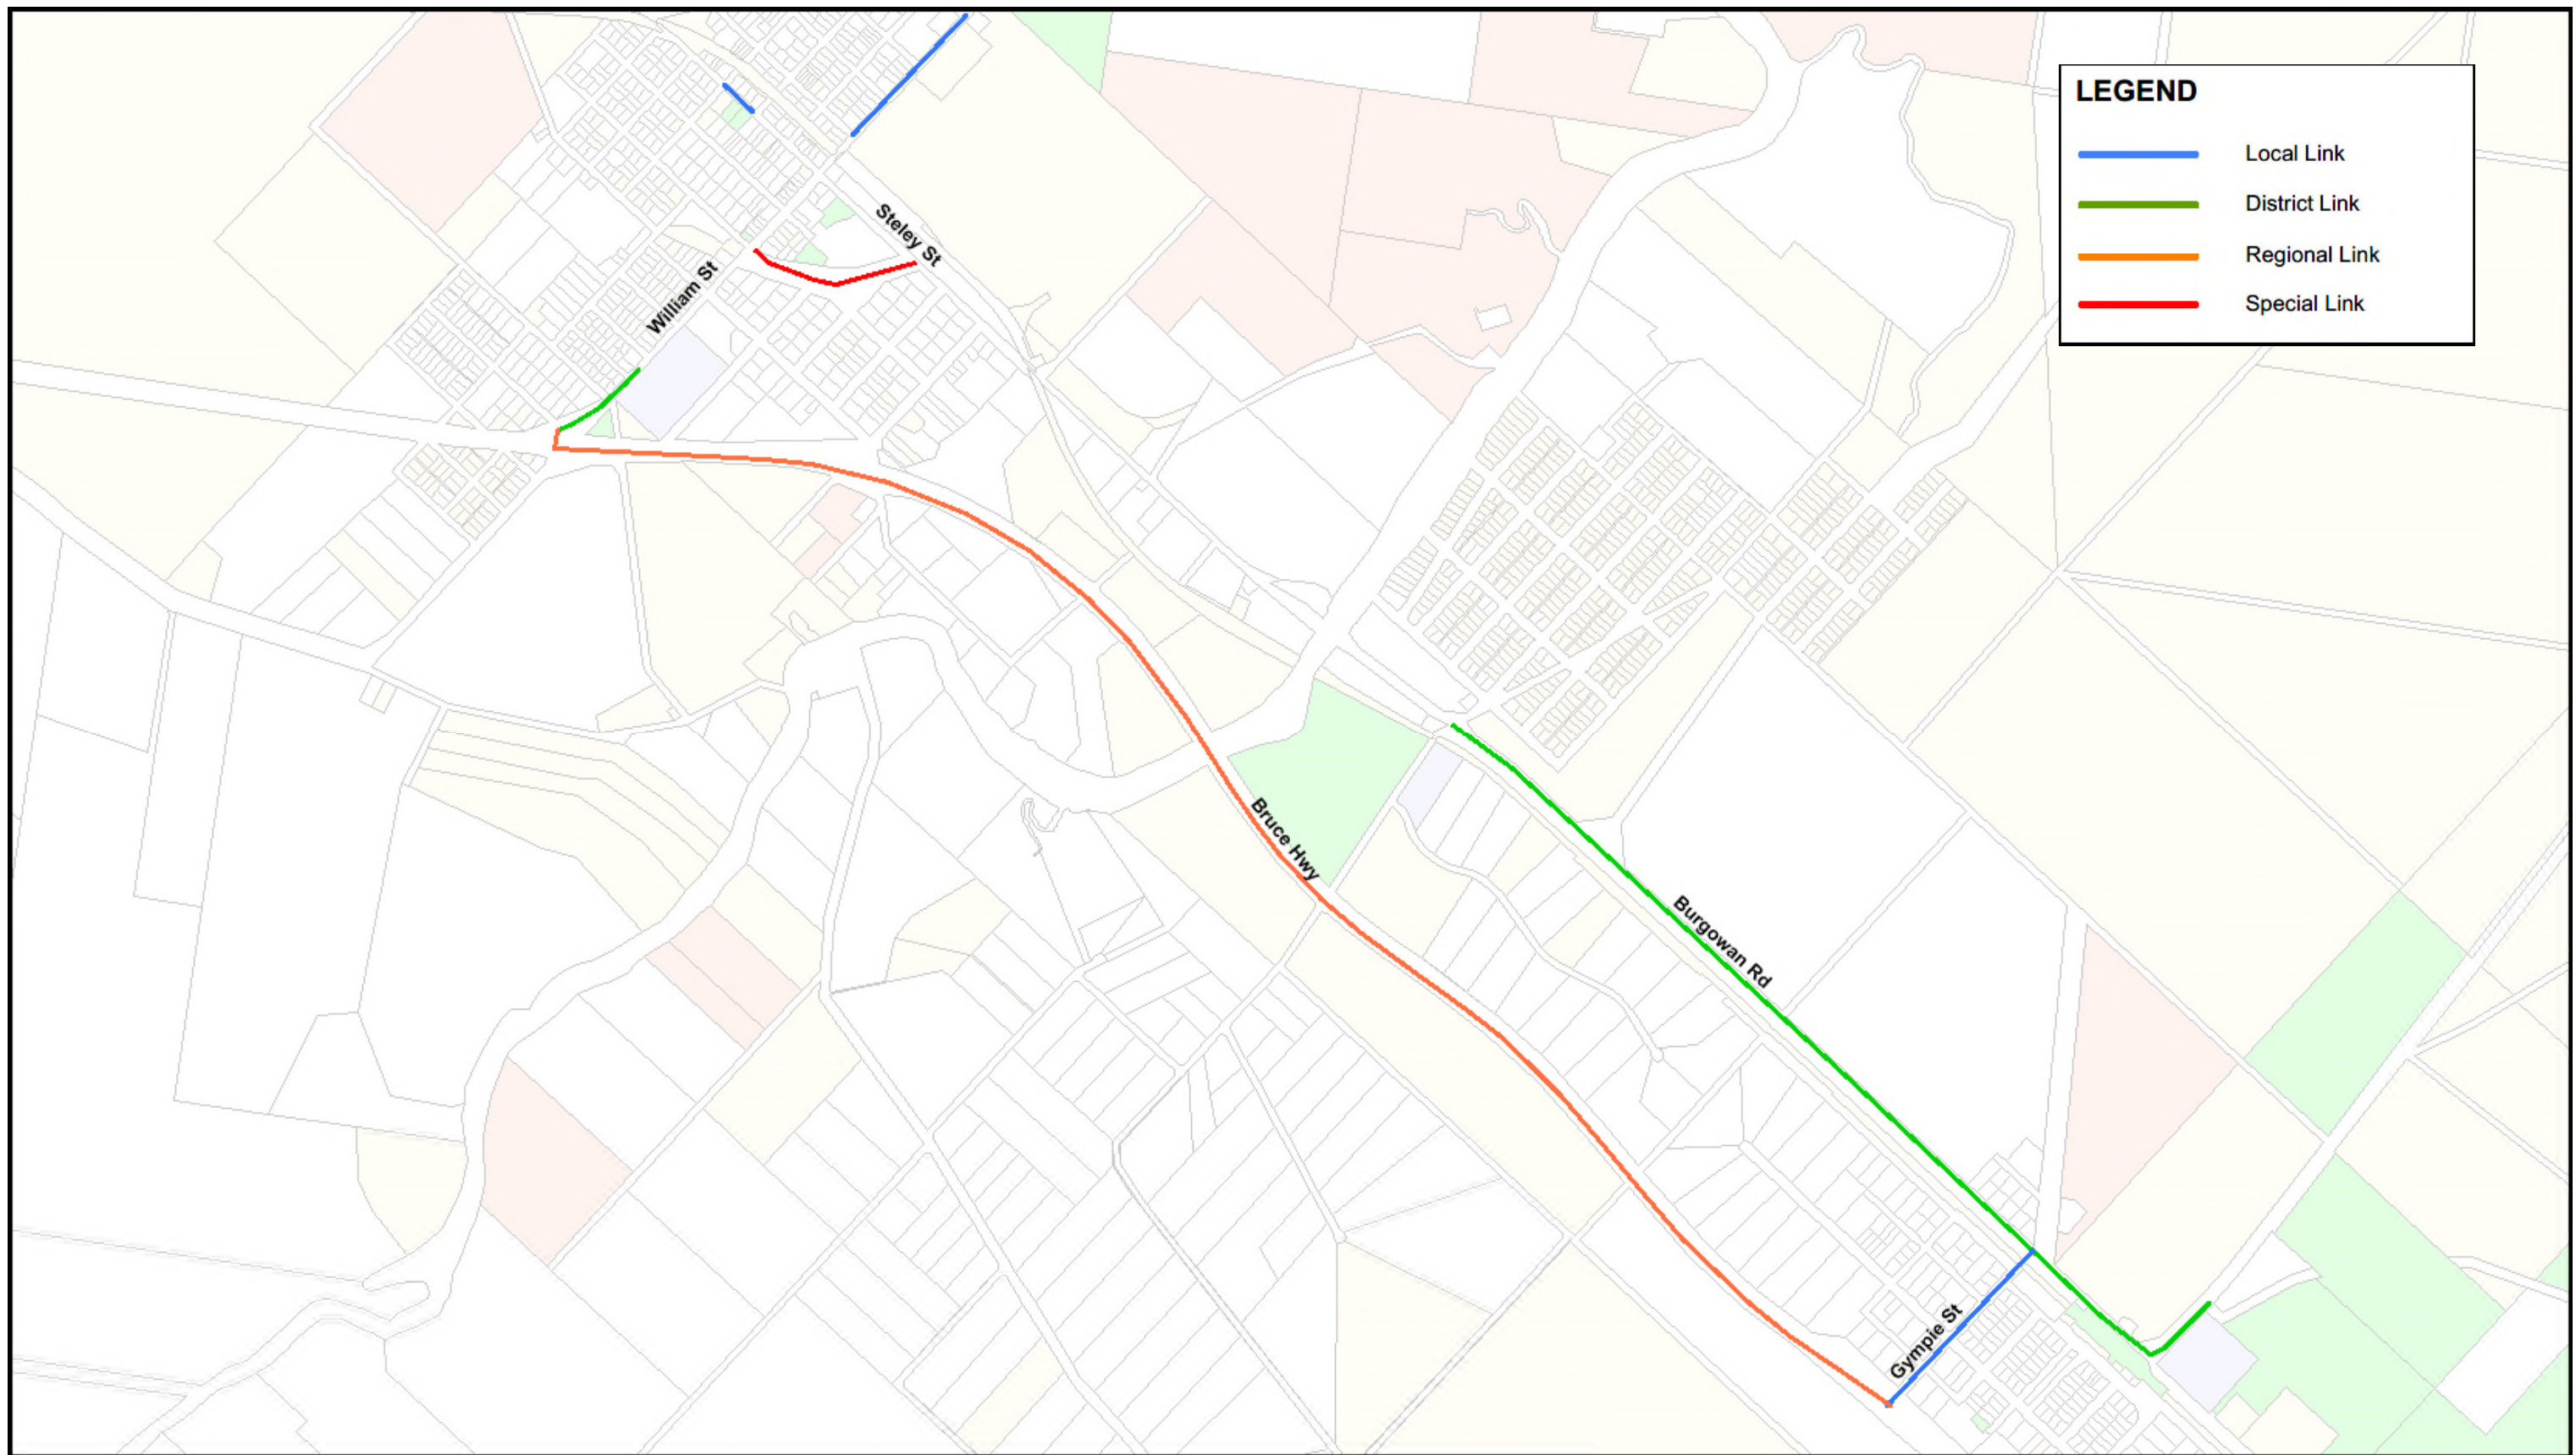 LEGEND
Local Link
District Link
Regional Link
Special Link
Steley St
William St
Bruce Hwy
Burgowan Rd
Gympie St